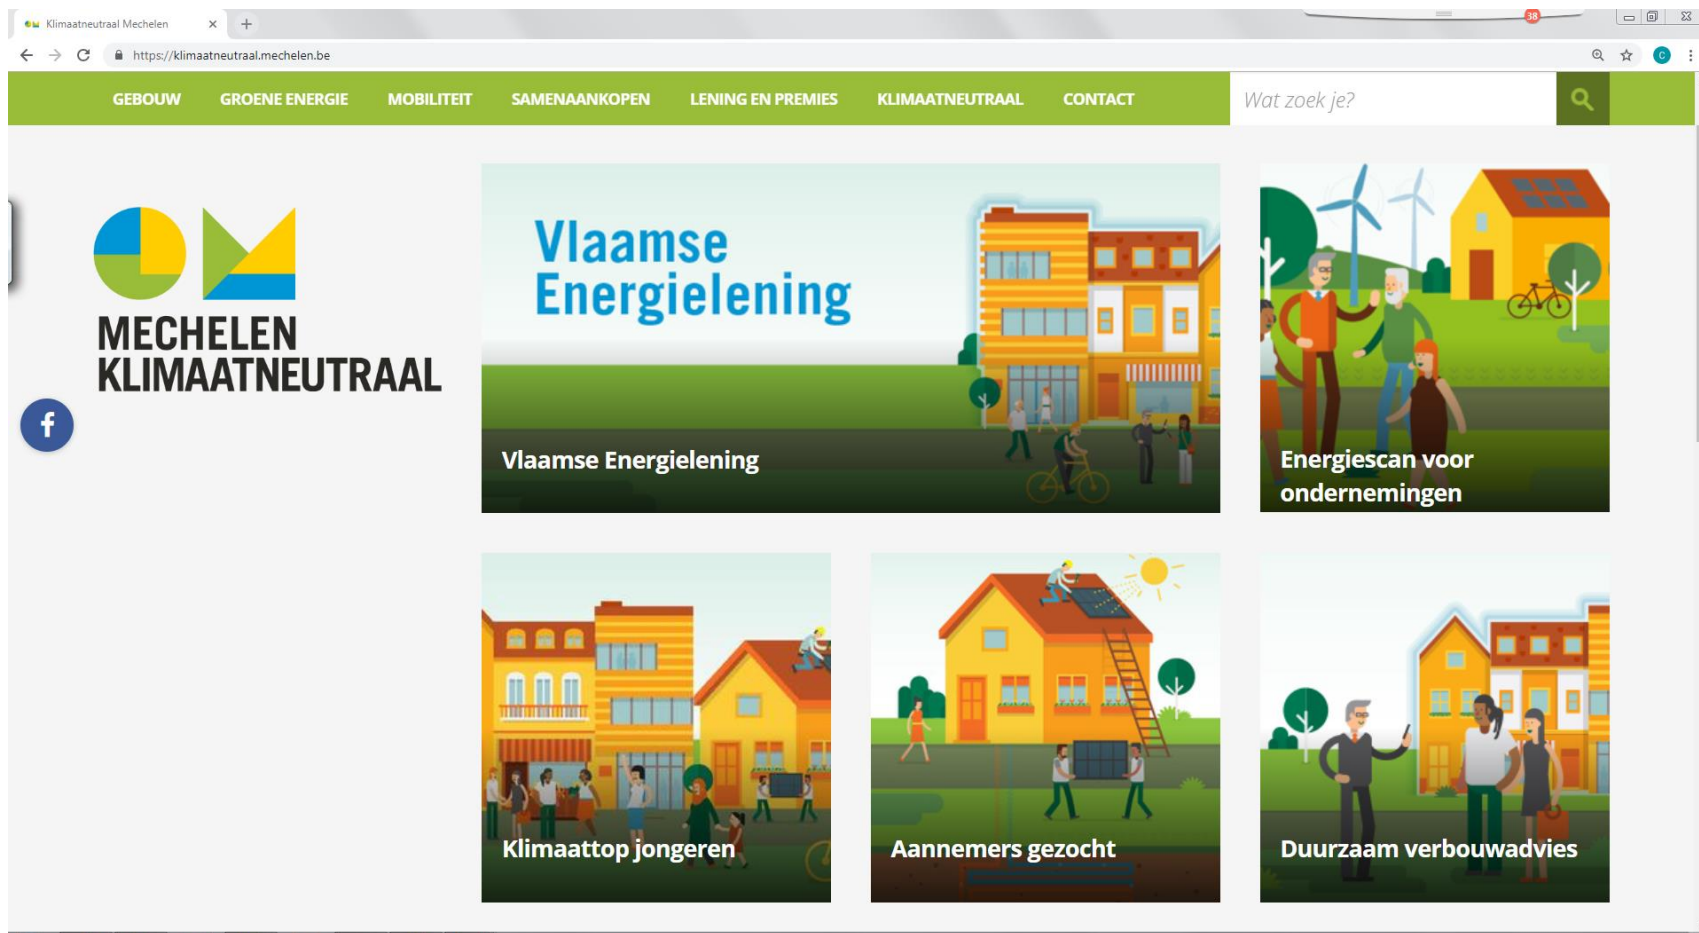 Klimaatneutraal Mechelen
38
https://klimaatneutraal.mechelen.be
C
GEBOUW GROENE ENERGIE MOBILITEIT SAMENAANKOPEN LENING EN PREMIES KLIMAATNEUTRAAL CONTACT Wat zoek je?
MECHELEN
KLIMAATNEUTRAAL
f
Vlaamse
Energielening
Vlaamse Energielening
Energiescan voor
ondernemingen
Klimaattop jongeren
Aannemers gezocht
Duurzaam verbouwadvies